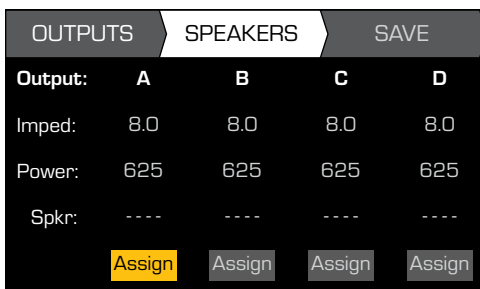 OUTPUTS SPEAKERS SAVE
Output: A B C D
Imped: 8.0 8.0 8.0 8.0
Power: 625 625 625 625
Spkr: ---- ---- ---- ----
Assign Assign Assign Assign